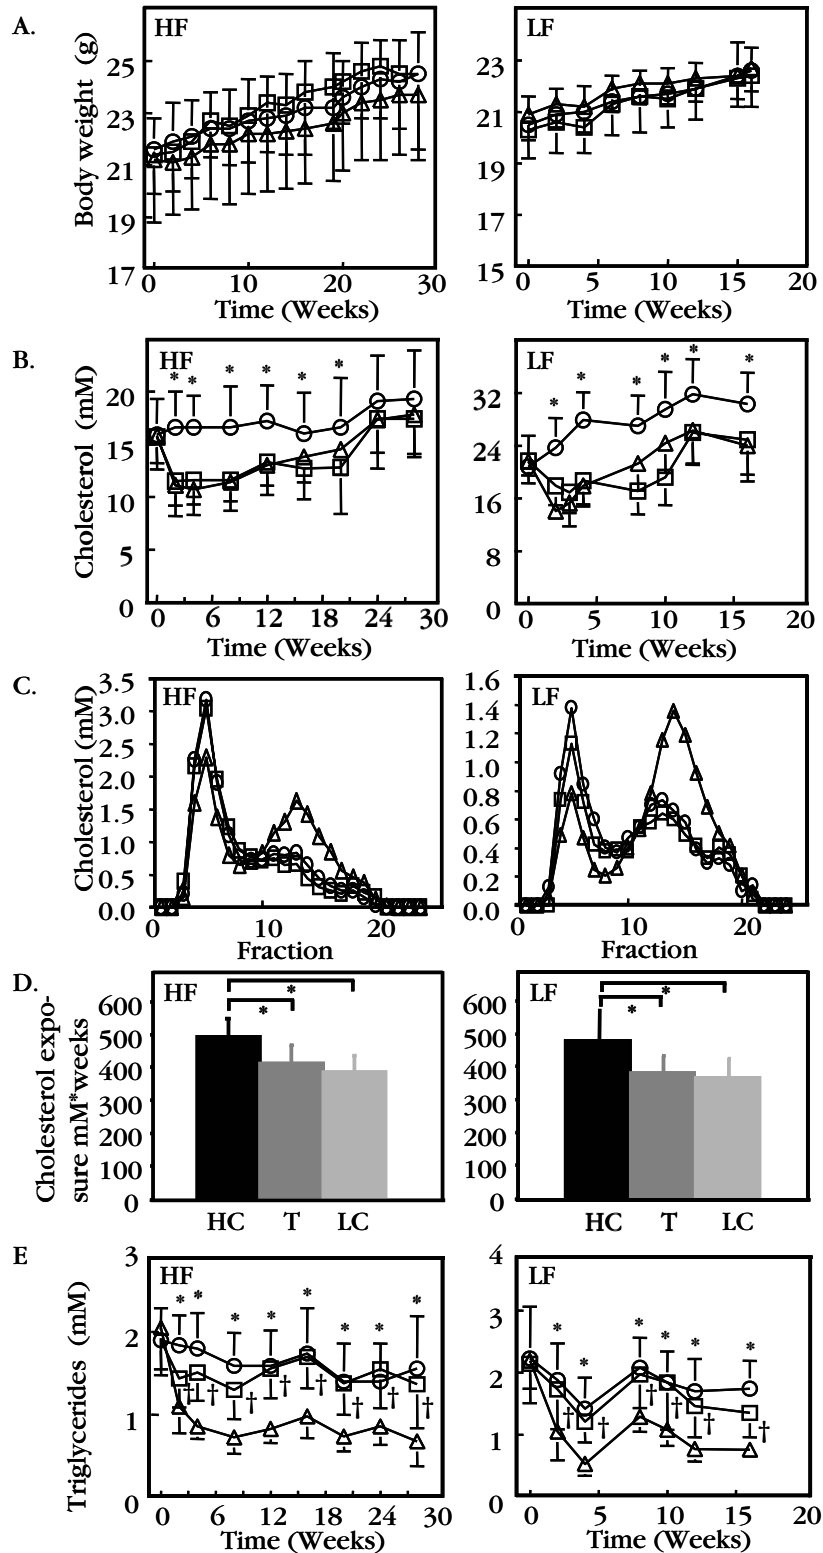 A.
HF
LF
Body weight (g)
25
23
21
19
17
0 10 20 30
Time (Weeks)
23
21
19
17
15
0 5 10 15 20
Time (Weeks)
B.
HF
LF
Cholesterol (mM)
20
15
10
5
0
* * * * * *
0 6 12 18 24 30
Time (Weeks)
32
24
16
8
0
* * * * * *
0 5 10 15 20
Time (Weeks)
C.
HF
LF
Cholesterol (mM)
3.5
3.0
2.5
2.0
1.5
1.0
0.5
0.0
0 10 20
Fraction
1.6
1.4
1.2
1.0
0.8
0.6
0.4
0.2
0.0
0 10 20
Fraction
D.
HF
LF
Cholesterol expo-
sure mM*weeks
600
500
400
300
200
100
0
*
*
HC T LC
600
500
400
300
200
100
0
*
*
HC T LC
E
HF
LF
Triglycerides (mM)
3
2
1
0
* * * * * * * *
† † † † † † †
0 6 12 18 24 30
Time (Weeks)
4
3
2
1
0
* * * * * *
† † † † † †
0 5 10 15 20
Time (Weeks)